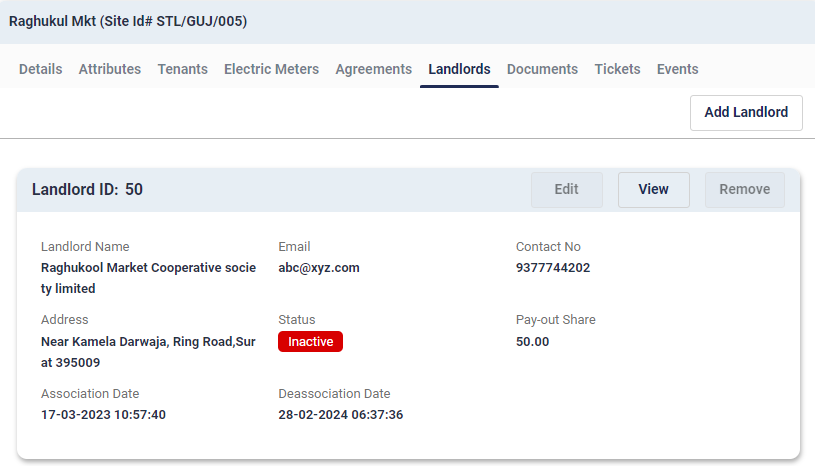 Raghukul Mkt (Site Id# STL/GUJ/005)
Details Attributes Tenants Electric Meters Agreements Landlords Documents Tickets Events
Add Landlord
Landlord ID: 50 Edit View Remove
Landlord Name Email Contact No
Raghukool Market Cooperative socie abc@xyz.com 9377744202
ty limited
Address Status Pay-out Share
Near Kamela Darwaja, Ring Road,Sur Inactive 50.00
at 395009
Association Date Deassociation Date
17-03-2023 10:57:40 28-02-2024 06:37:36